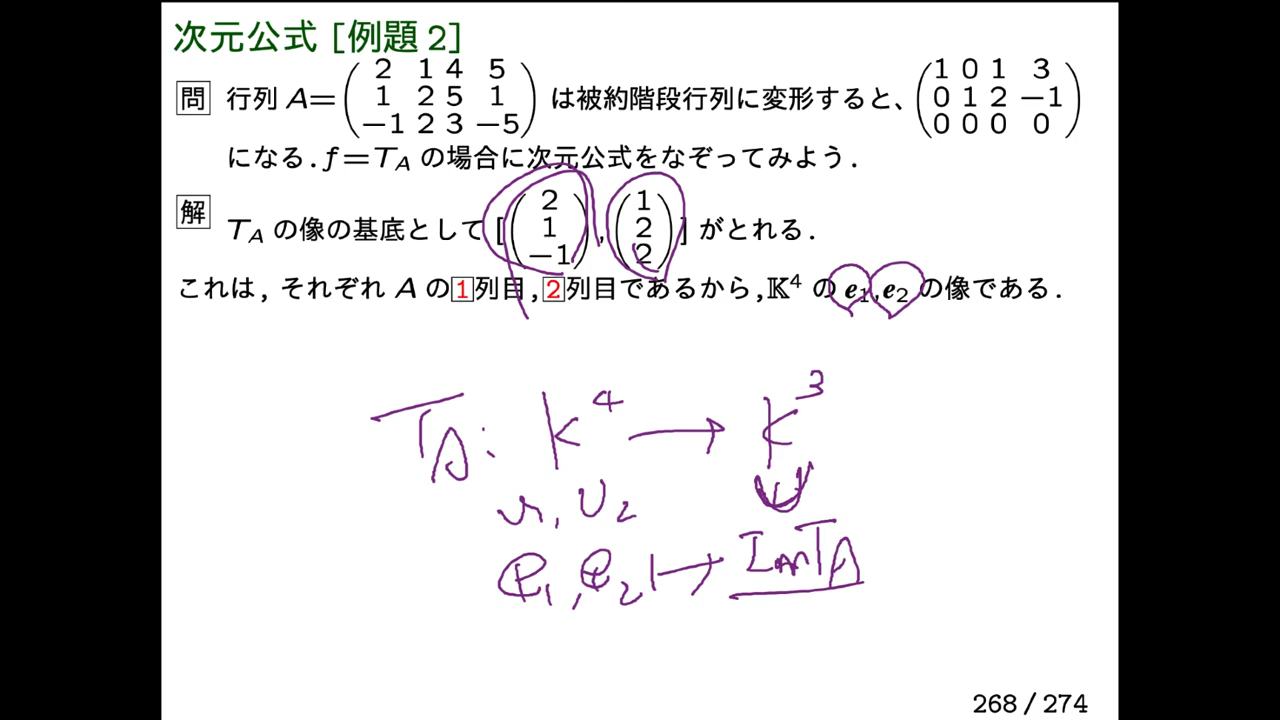 次元公式 [例題 2]
問 行列 A= ( 2 1 4 5 は被約階段行列に変形すると、 ( 1 0 1 3
1 2 5 1 0 1 2 −1
−1 2 3 −5 ) 0 0 0 0 )
になる. f=T_A の場合に次元公式をなぞってみよう.
解 T_A の像の基底として [ (2 1 −1), (1 2 2) ] がとれる.
これは, それぞれ A の1列目,2列目であるから,𝕂⁴ の e₁,e₂ の像である.
T_A: K⁴ → K³
v₁, v₂ ∪
e₁, e₂ ↦ Im T_A
268 / 274